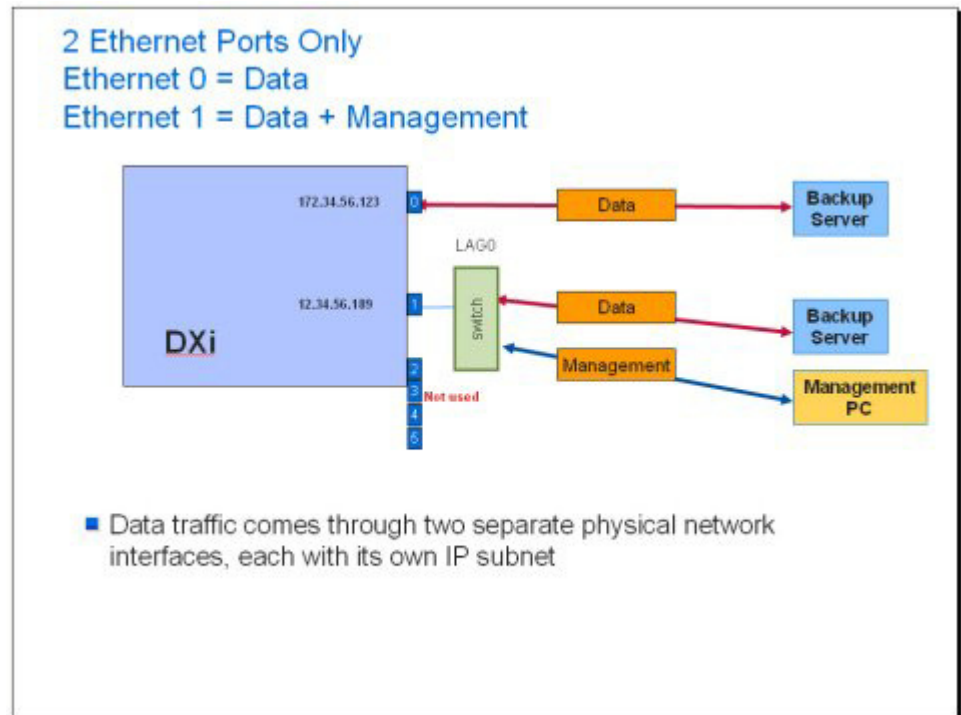 2 Ethernet Ports Only
Ethernet 0 = Data
Ethernet 1 = Data + Management
172.34.56.123
0
Data
Backup
Server
LAG0
12.34.56.189
1
switch
Data
Backup
Server
DXi
Management
Management
PC
2
3
Not used
4
5
■ Data traffic comes through two separate physical network
interfaces, each with its own IP subnet